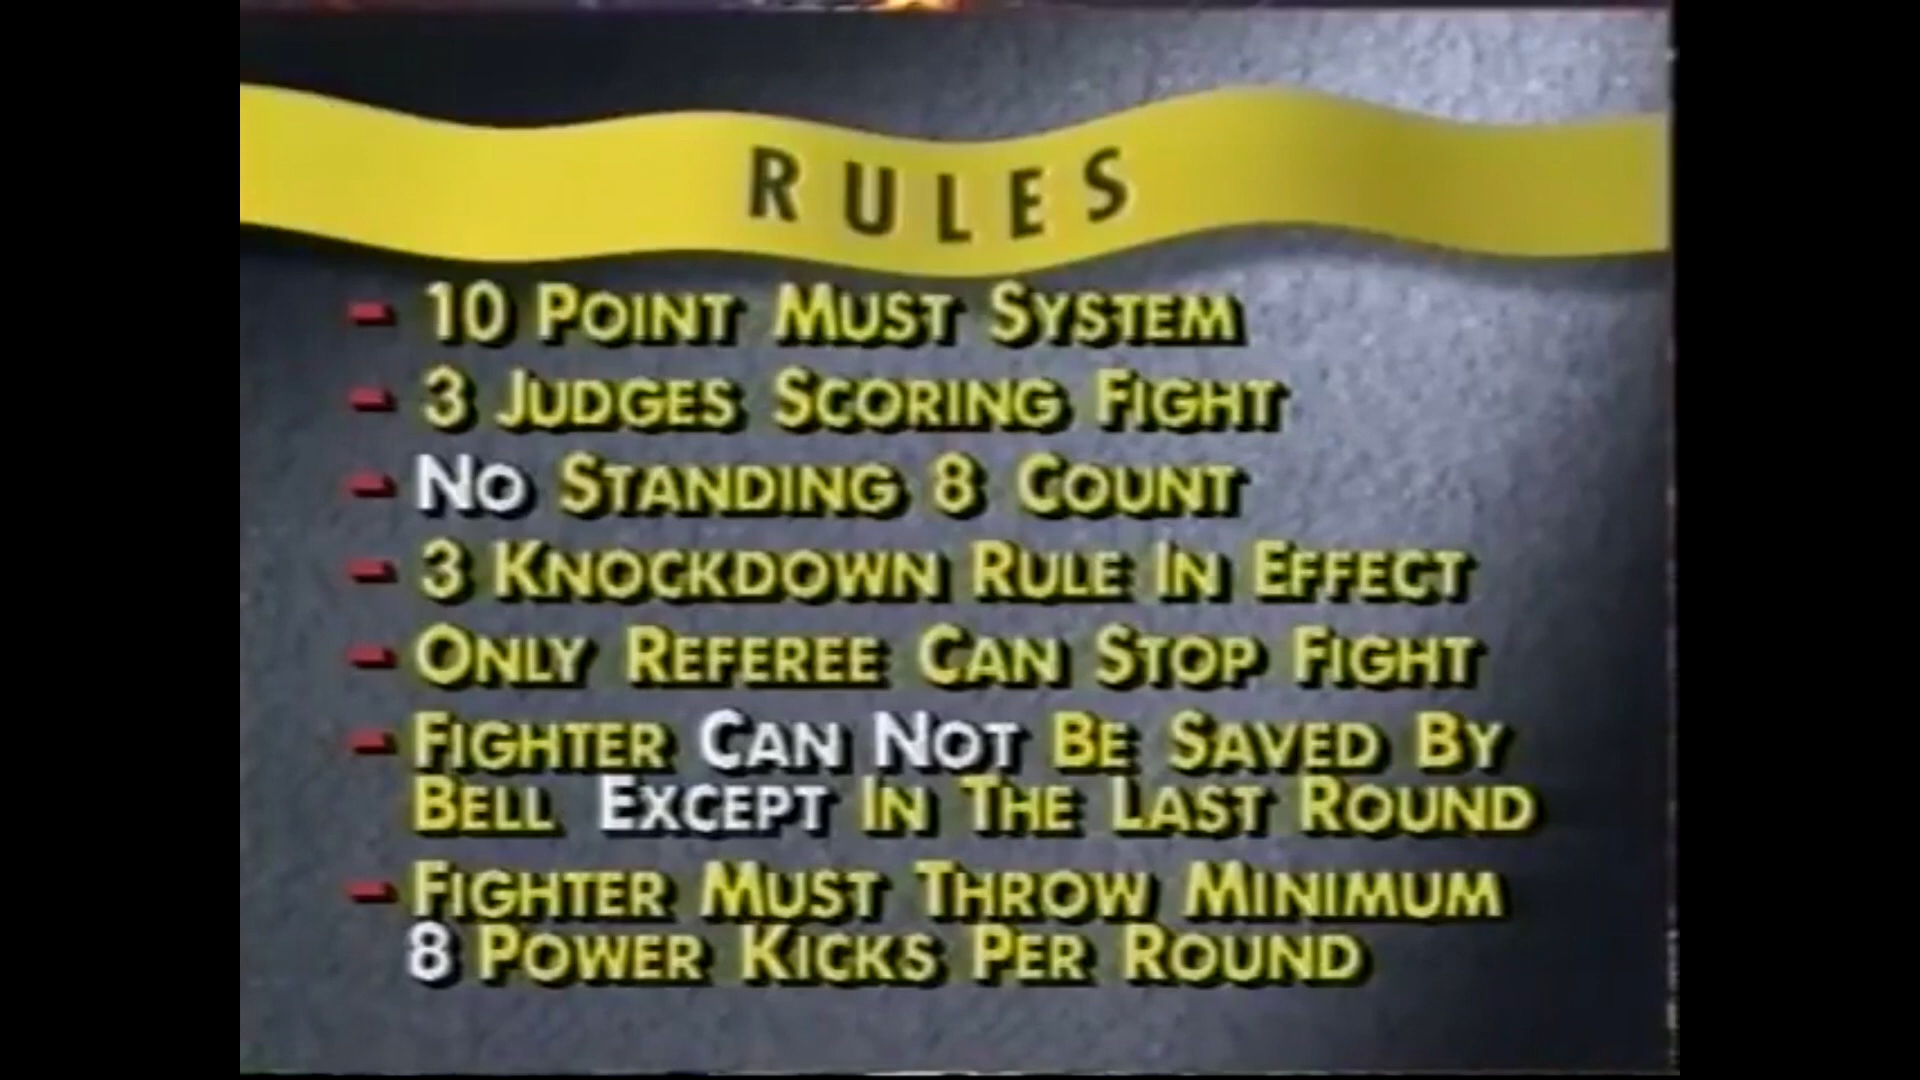 RULES
- 10 POINT MUST SYSTEM
- 3 JUDGES SCORING FIGHT
- NO STANDING 8 COUNT
- 3 KNOCKDOWN RULE IN EFFECT
- ONLY REFEREE CAN STOP FIGHT
- FIGHTER CAN NOT BE SAVED BY
BELL EXCEPT IN THE LAST ROUND
- FIGHTER MUST THROW MINIMUM
8 POWER KICKS PER ROUND